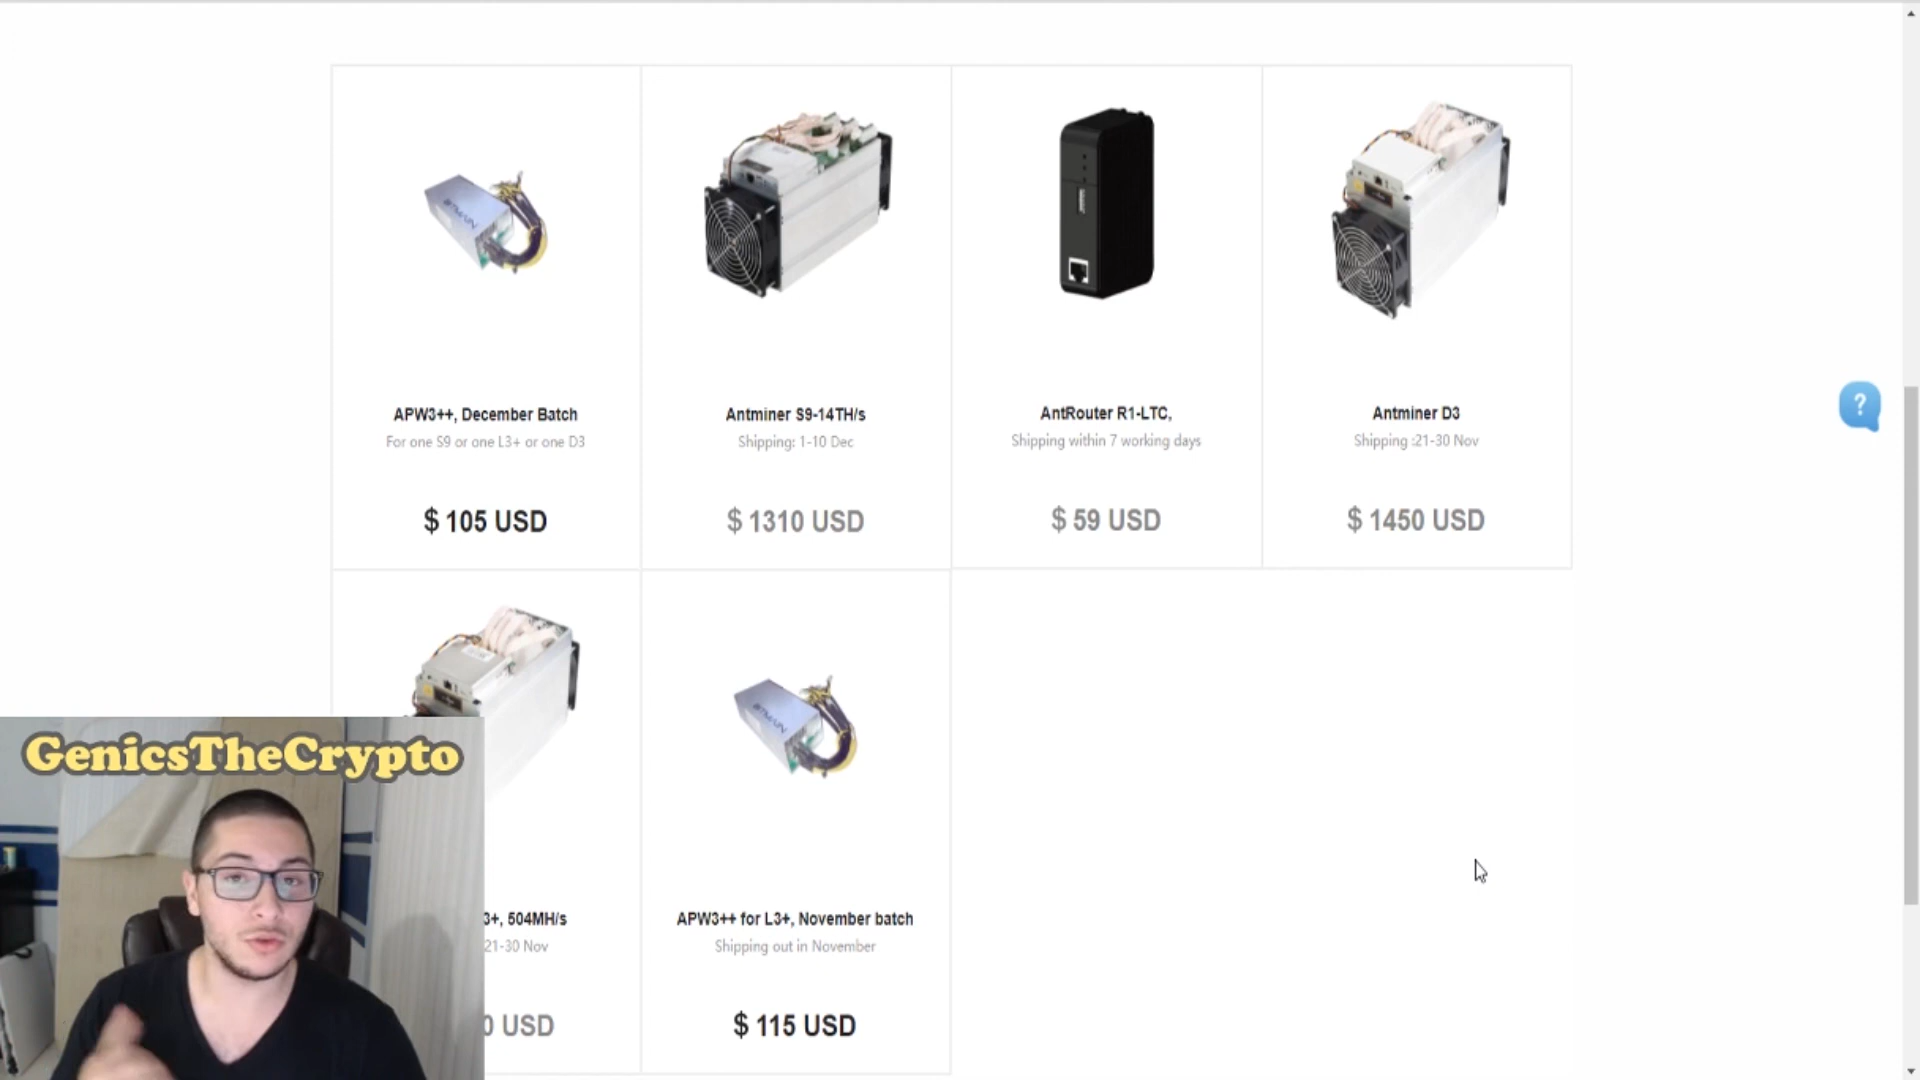 BITMAIN
APW3++, December Batch
For one S9 or one L3+ or one D3
$ 105 USD
Antminer S9-14TH/s
Shipping: 1-10 Dec
$ 1310 USD
AntRouter R1-LTC,
Shipping within 7 working days
$ 59 USD
Antminer D3
Shipping :21-30 Nov
$ 1450 USD
?
3+, 504MH/s
21-30 Nov
0 USD
BITMAIN
APW3++ for L3+, November batch
Shipping out in November
$ 115 USD
GenicsTheCrypto